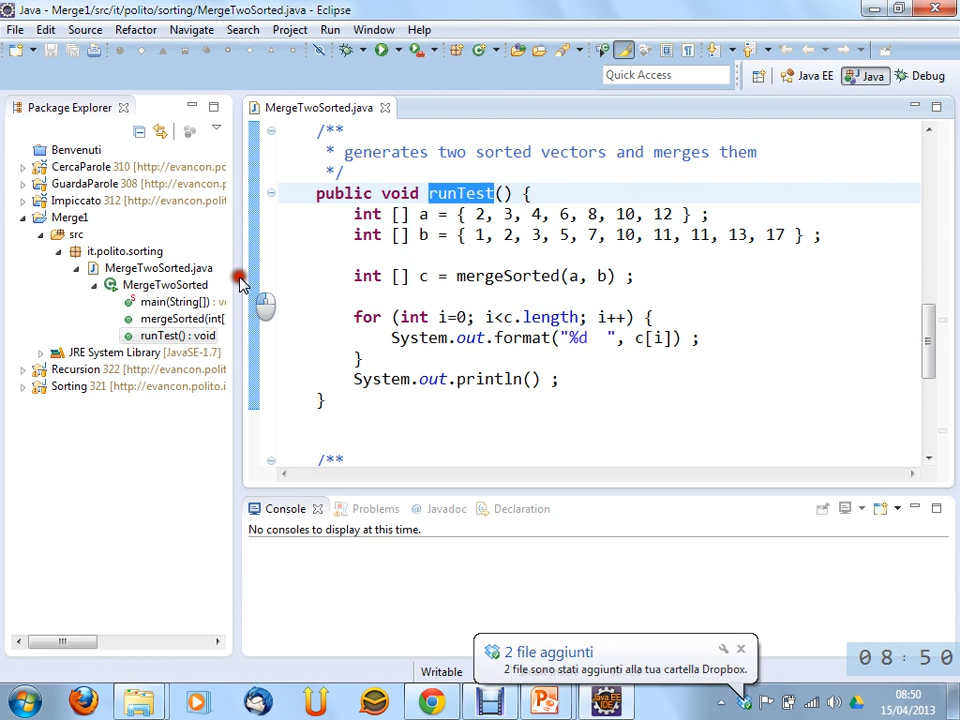 Java - Merge1/src/it/polito/sorting/MergeTwoSorted.java - Eclipse
File Edit Source Refactor Navigate Search Project Run Window Help
Quick Access
Java EE Java Debug
Package Explorer
MergeTwoSorted.java
Benvenuti
CercaParole 310 [http://evancon.pc
GuardaParole 308 [http://evancon.
Impiccato 312 [http://evancon.polit
Merge1
src
it.polito.sorting
MergeTwoSorted.java
MergeTwoSorted
main(String[]) : v
mergeSorted(int[
runTest() : void
JRE System Library [JavaSE-1.7]
Recursion 322 [http://evancon.polit
Sorting 321 [http://evancon.polito.i
/**
* generates two sorted vectors and merges them
*/
public void runTest() {
int [] a = { 2, 3, 4, 6, 8, 10, 12 } ;
int [] b = { 1, 2, 3, 5, 7, 10, 11, 11, 13, 17 } ;
int [] c = mergeSorted(a, b) ;
for (int i=0; i<c.length; i++) {
System.out.format("%d  ", c[i]) ;
}
System.out.println() ;
}
/**
Console Problems @ Javadoc Declaration
No consoles to display at this time.
2 file aggiunti
2 file sono stati aggiunti alla tua cartella Dropbox.
Writable
08:50
08:50
15/04/2013